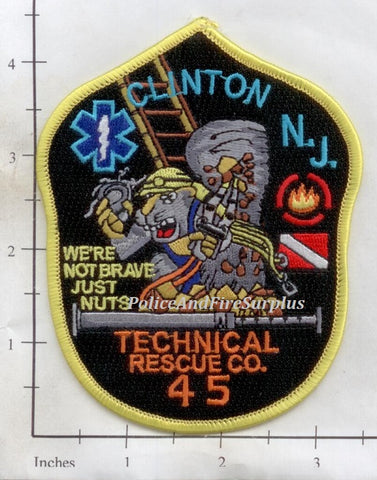 CLINTON
N.J.
WE'RE
NOT BRAVE
JUST
NUTS
PoliceAndFireSurplus
TECHNICAL
RESCUE CO.
45
4
3
2
1
Inches
1
2
3